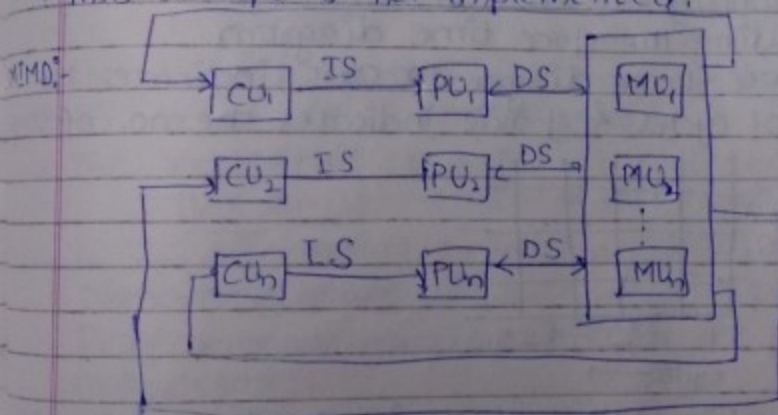 MIMD:-
IS DS
CU₁ PU₁ MU₁
IS DS
CU₂ PU₂ MU₂
IS DS
CUn PUn MUn